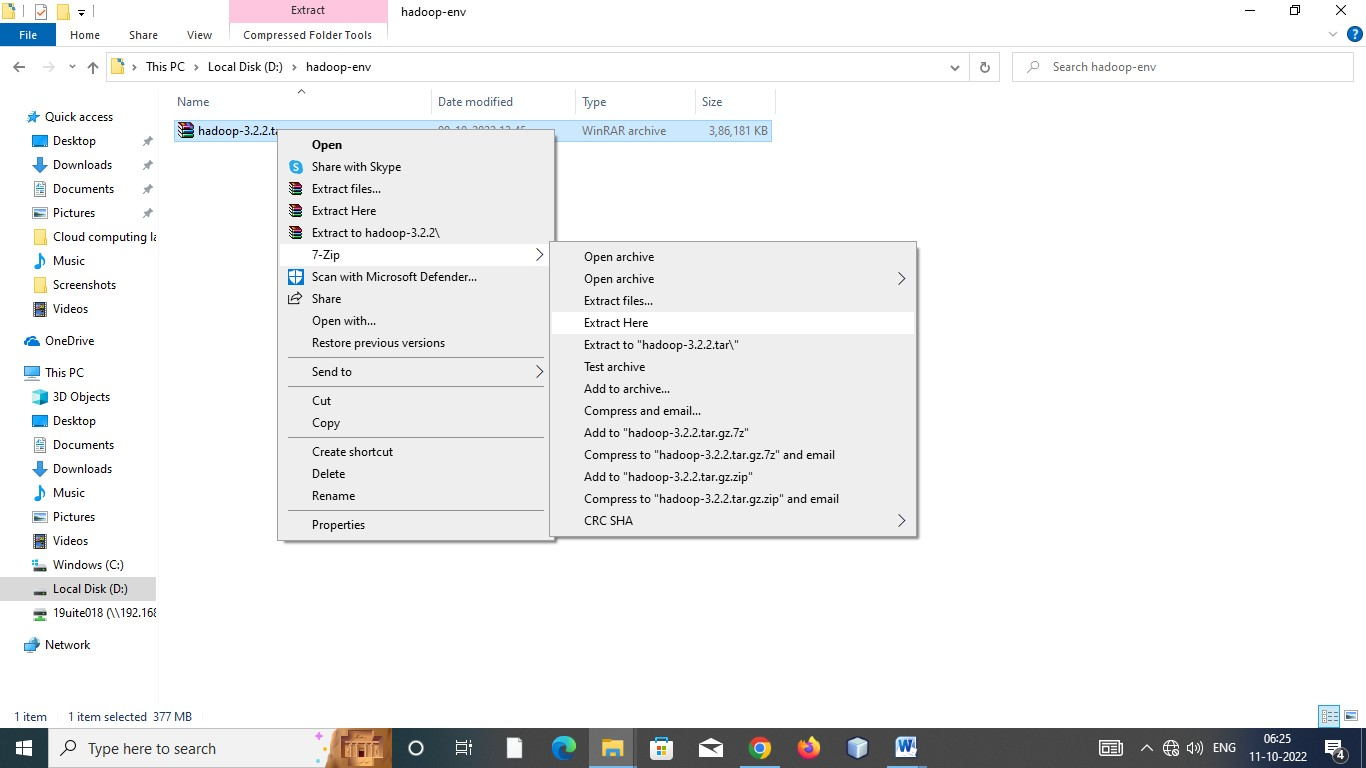 Extract
hadoop-env
File
Home
Share
View
Compressed Folder Tools
This PC
Local Disk (D:)
hadoop-env
Search hadoop-env
Name
Date modified
Type
Size
hadoop-3.2.2.ta
WinRAR archive
3,86,181 KB
Quick access
Desktop
Downloads
Documents
Pictures
Cloud computing la
Music
Screenshots
Videos
OneDrive
This PC
3D Objects
Desktop
Documents
Downloads
Music
Pictures
Videos
Windows (C:)
Local Disk (D:)
19uite018 (\\192.168
Network
Open
Share with Skype
Extract files...
Extract Here
Extract to hadoop-3.2.2\
7-Zip
Scan with Microsoft Defender...
Share
Open with...
Restore previous versions
Send to
Cut
Copy
Create shortcut
Delete
Rename
Properties
Open archive
Open archive
Extract files...
Extract Here
Extract to "hadoop-3.2.2.tar\"
Test archive
Add to archive...
Compress and email...
Add to "hadoop-3.2.2.tar.gz.7z"
Compress to "hadoop-3.2.2.tar.gz.7z" and email
Add to "hadoop-3.2.2.tar.gz.zip"
Compress to "hadoop-3.2.2.tar.gz.zip" and email
CRC SHA
1 item
1 item selected 377 MB
Type here to search
ENG
06:25
11-10-2022
4